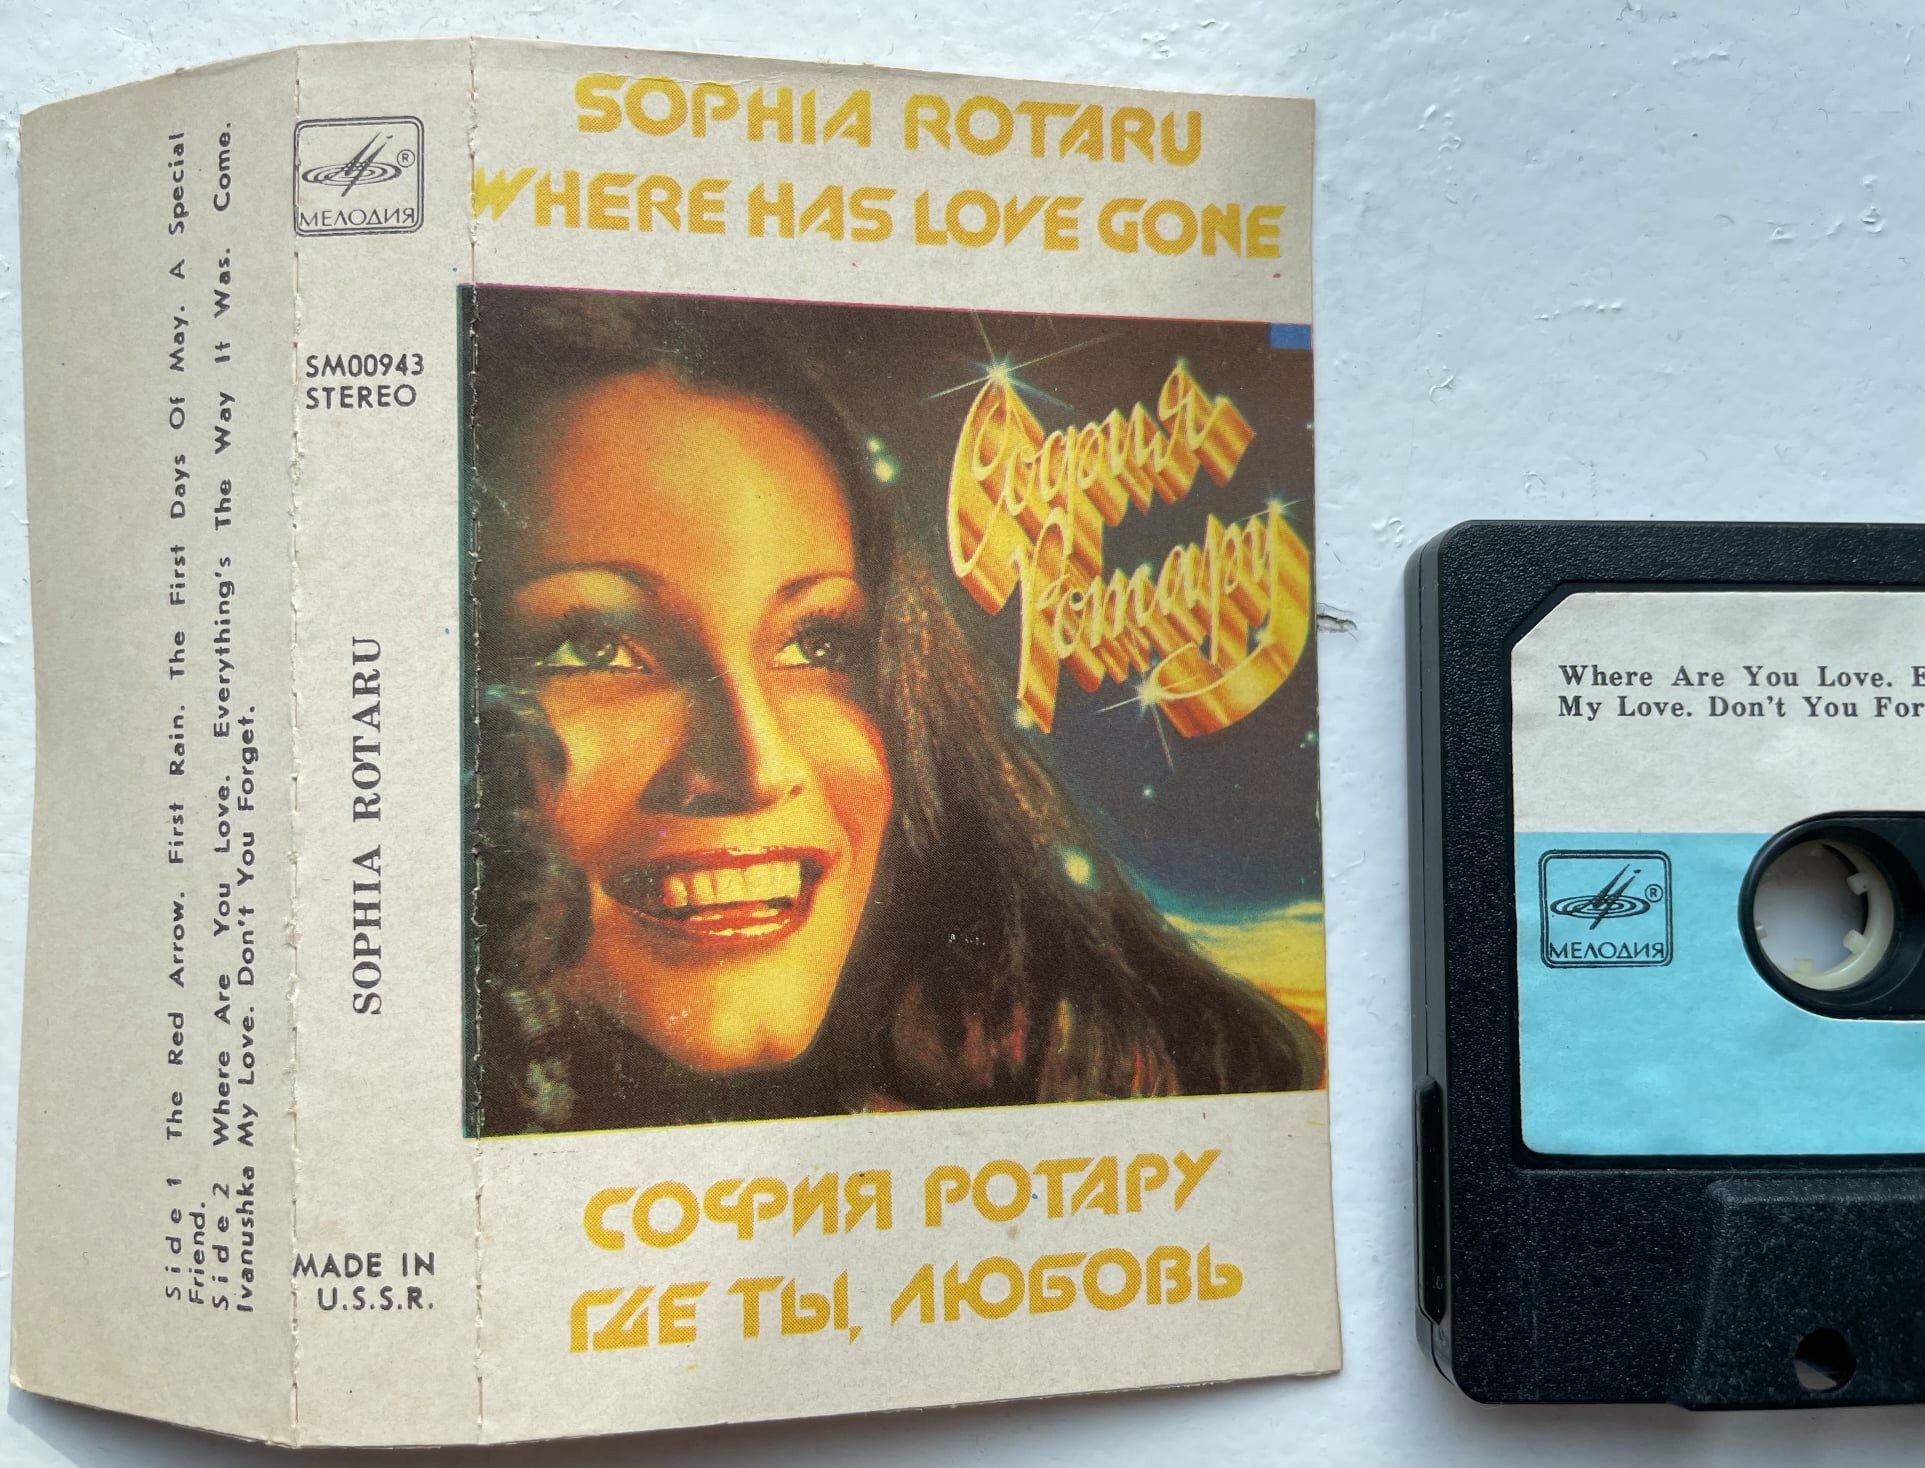 Side 1 The Red Arrow. First Rain. The First Days Of May. A Special
Friend.
Side 2 Where Are You Love. Everything's The Way It Was. Come.
Ivanushka My Love. Don't You Forget.
МЕЛОДИЯ
SM00943
STEREO
SOPHIA ROTARU
MADE IN
U.S.S.R.
SOPHIA ROTARU
WHERE HAS LOVE GONE
София
Ротару
СОФИЯ РОТАРУ
ГДЕ ТЫ, ЛЮБОВЬ
Where Are You Love. E
My Love. Don't You For
МЕЛОДИЯ